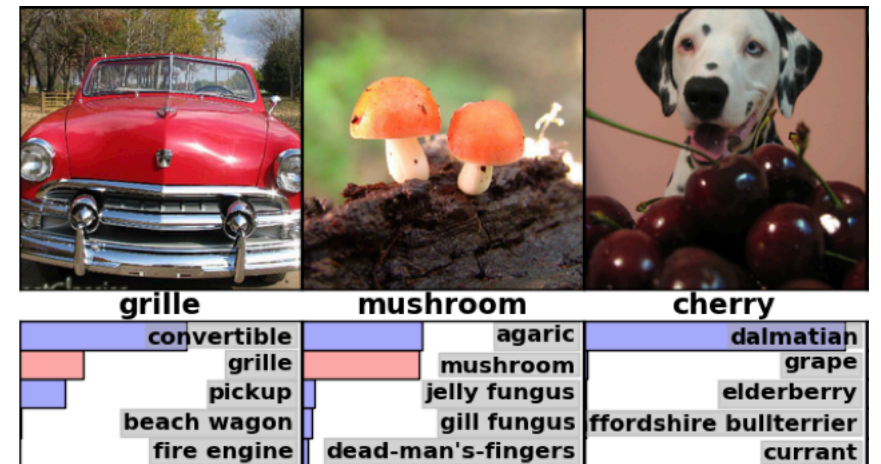 grille
convertible
grille
pickup
beach wagon
fire engine
mushroom
agaric
mushroom
jelly fungus
gill fungus
dead-man's-fingers
cherry
dalmatian
grape
elderberry
ffordshire bullterrier
currant